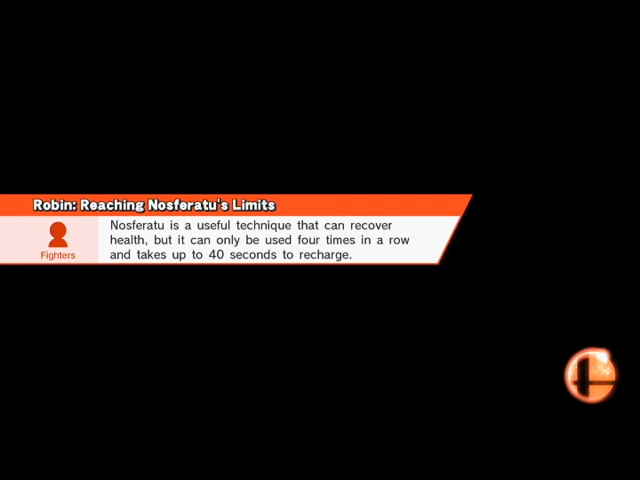 Robin: Reaching Nosferatu's Limits
Nosferatu is a useful technique that can recover
health, but it can only be used four times in a row
and takes up to 40 seconds to recharge.
Fighters